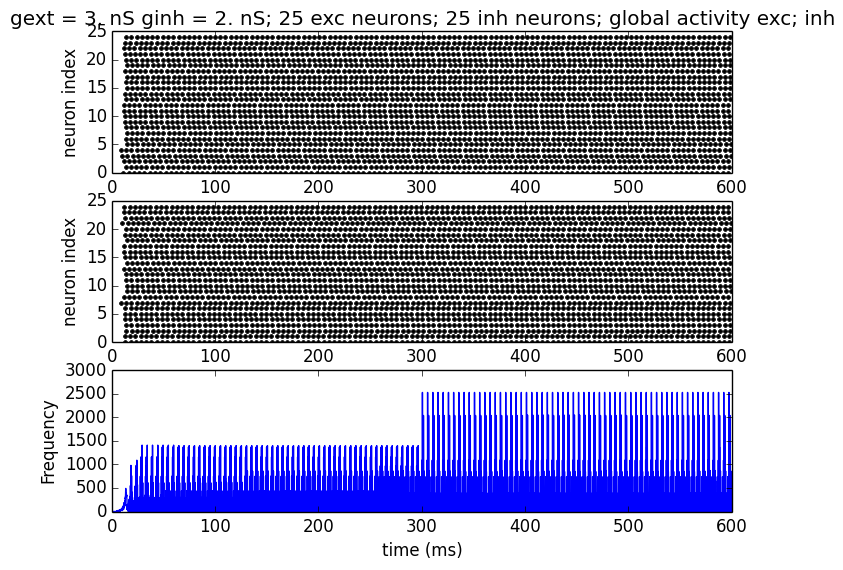 gext = 3. nS ginh = 2. nS; 25 exc neurons; 25 inh neurons; global activity exc; inh
25
20
15
10
5
0
neuron index
0 100 200 300 400 500 600
25
20
15
10
5
0
neuron index
0 100 200 300 400 500 600
3000
2500
2000
1500
1000
500
0
Frequency
0 100 200 300 400 500 600
time (ms)